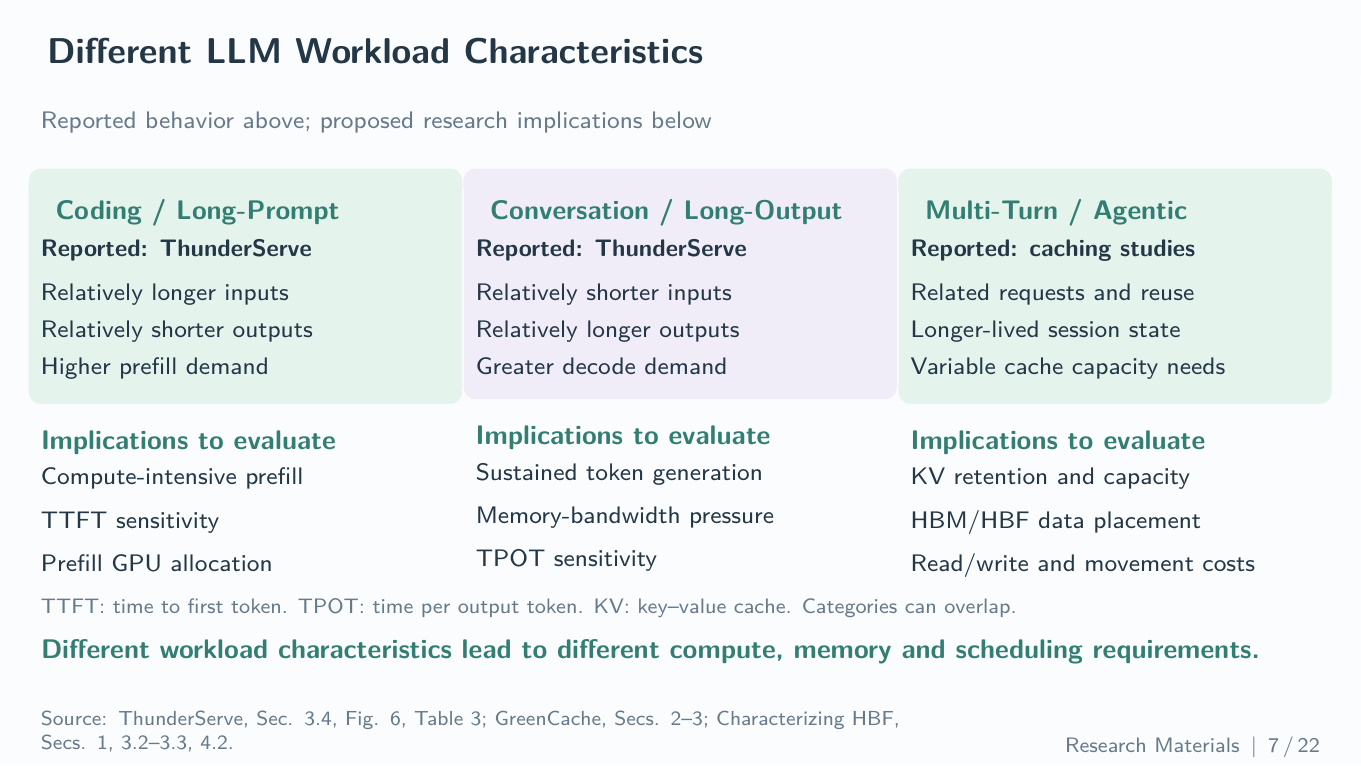 Different LLM Workload Characteristics
Reported behavior above; proposed research implications below
Coding / Long-Prompt
Reported: ThunderServe
Relatively longer inputs
Relatively shorter outputs
Higher prefill demand
Implications to evaluate
Compute-intensive prefill
TTFT sensitivity
Prefill GPU allocation
Conversation / Long-Output
Reported: ThunderServe
Relatively shorter inputs
Relatively longer outputs
Greater decode demand
Implications to evaluate
Sustained token generation
Memory-bandwidth pressure
TPOT sensitivity
Multi-Turn / Agentic
Reported: caching studies
Related requests and reuse
Longer-lived session state
Variable cache capacity needs
Implications to evaluate
KV retention and capacity
HBM/HBF data placement
Read/write and movement costs
TTFT: time to first token. TPOT: time per output token. KV: key–value cache. Categories can overlap.
Different workload characteristics lead to different compute, memory and scheduling requirements.
Source: ThunderServe, Sec. 3.4, Fig. 6, Table 3; GreenCache, Secs. 2–3; Characterizing HBF,
Secs. 1, 3.2–3.3, 4.2.
Research Materials | 7 / 22